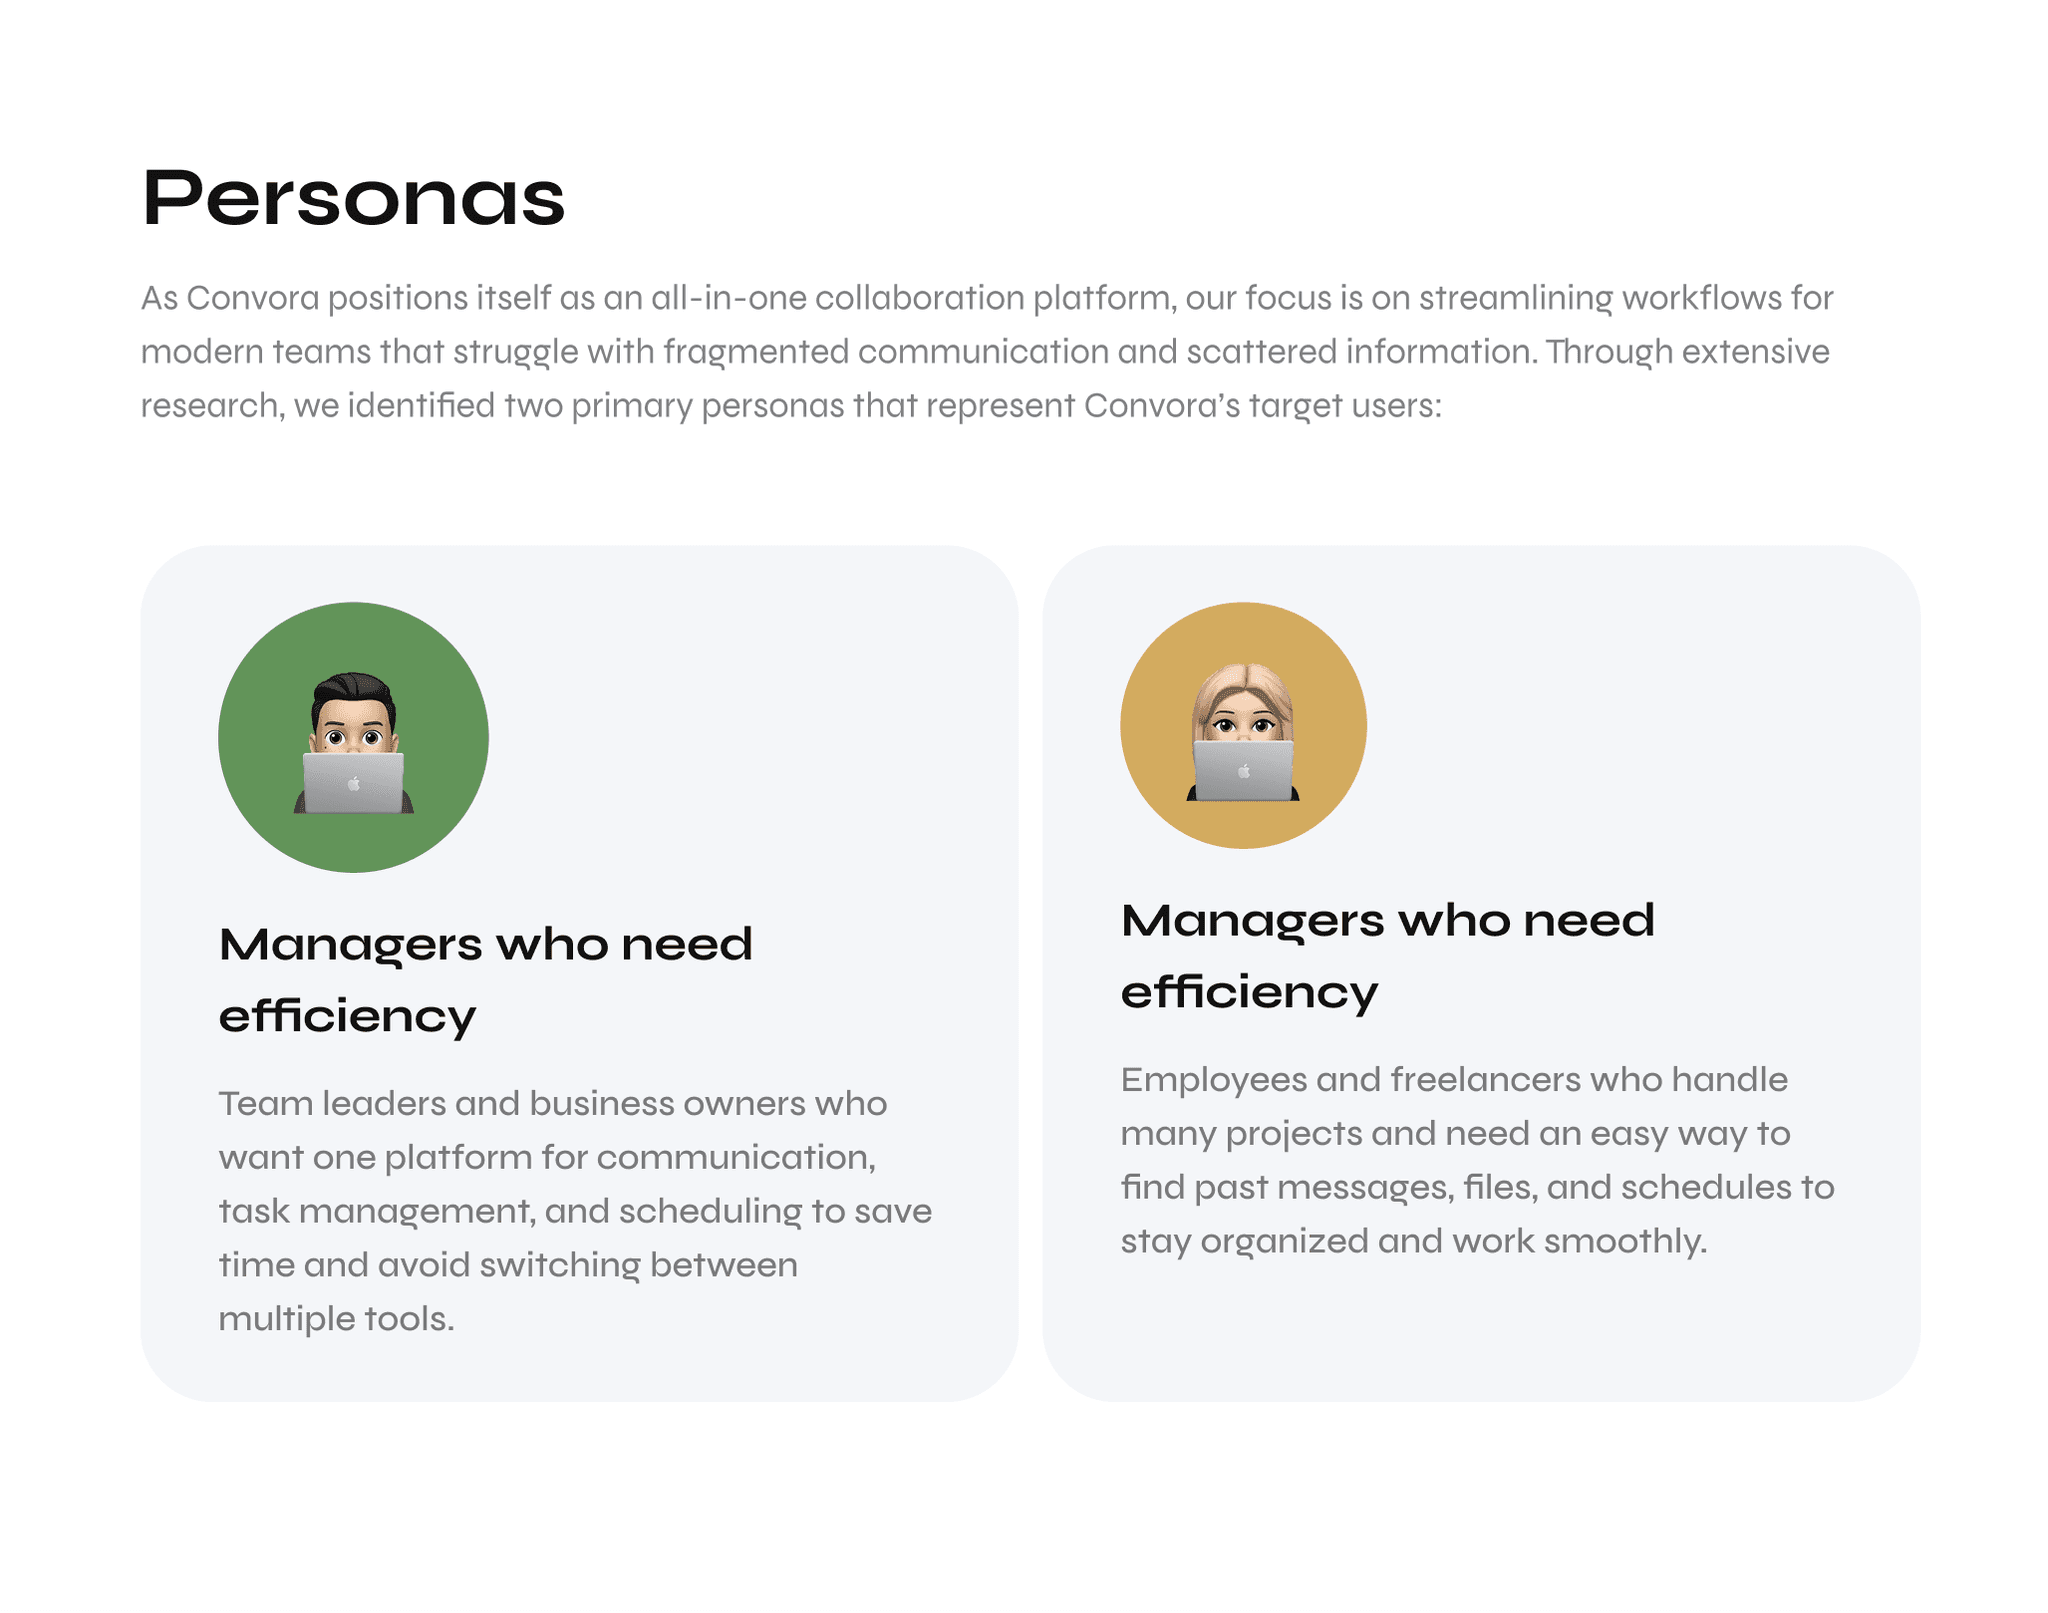 Personas
As Convora positions itself as an all-in-one collaboration platform, our focus is on streamlining workflows for
modern teams that struggle with fragmented communication and scattered information. Through extensive
research, we identified two primary personas that represent Convora’s target users:
Managers who need
efficiency
Team leaders and business owners who
want one platform for communication,
task management, and scheduling to save
time and avoid switching between
multiple tools.
Managers who need
efficiency
Employees and freelancers who handle
many projects and need an easy way to
find past messages, files, and schedules to
stay organized and work smoothly.